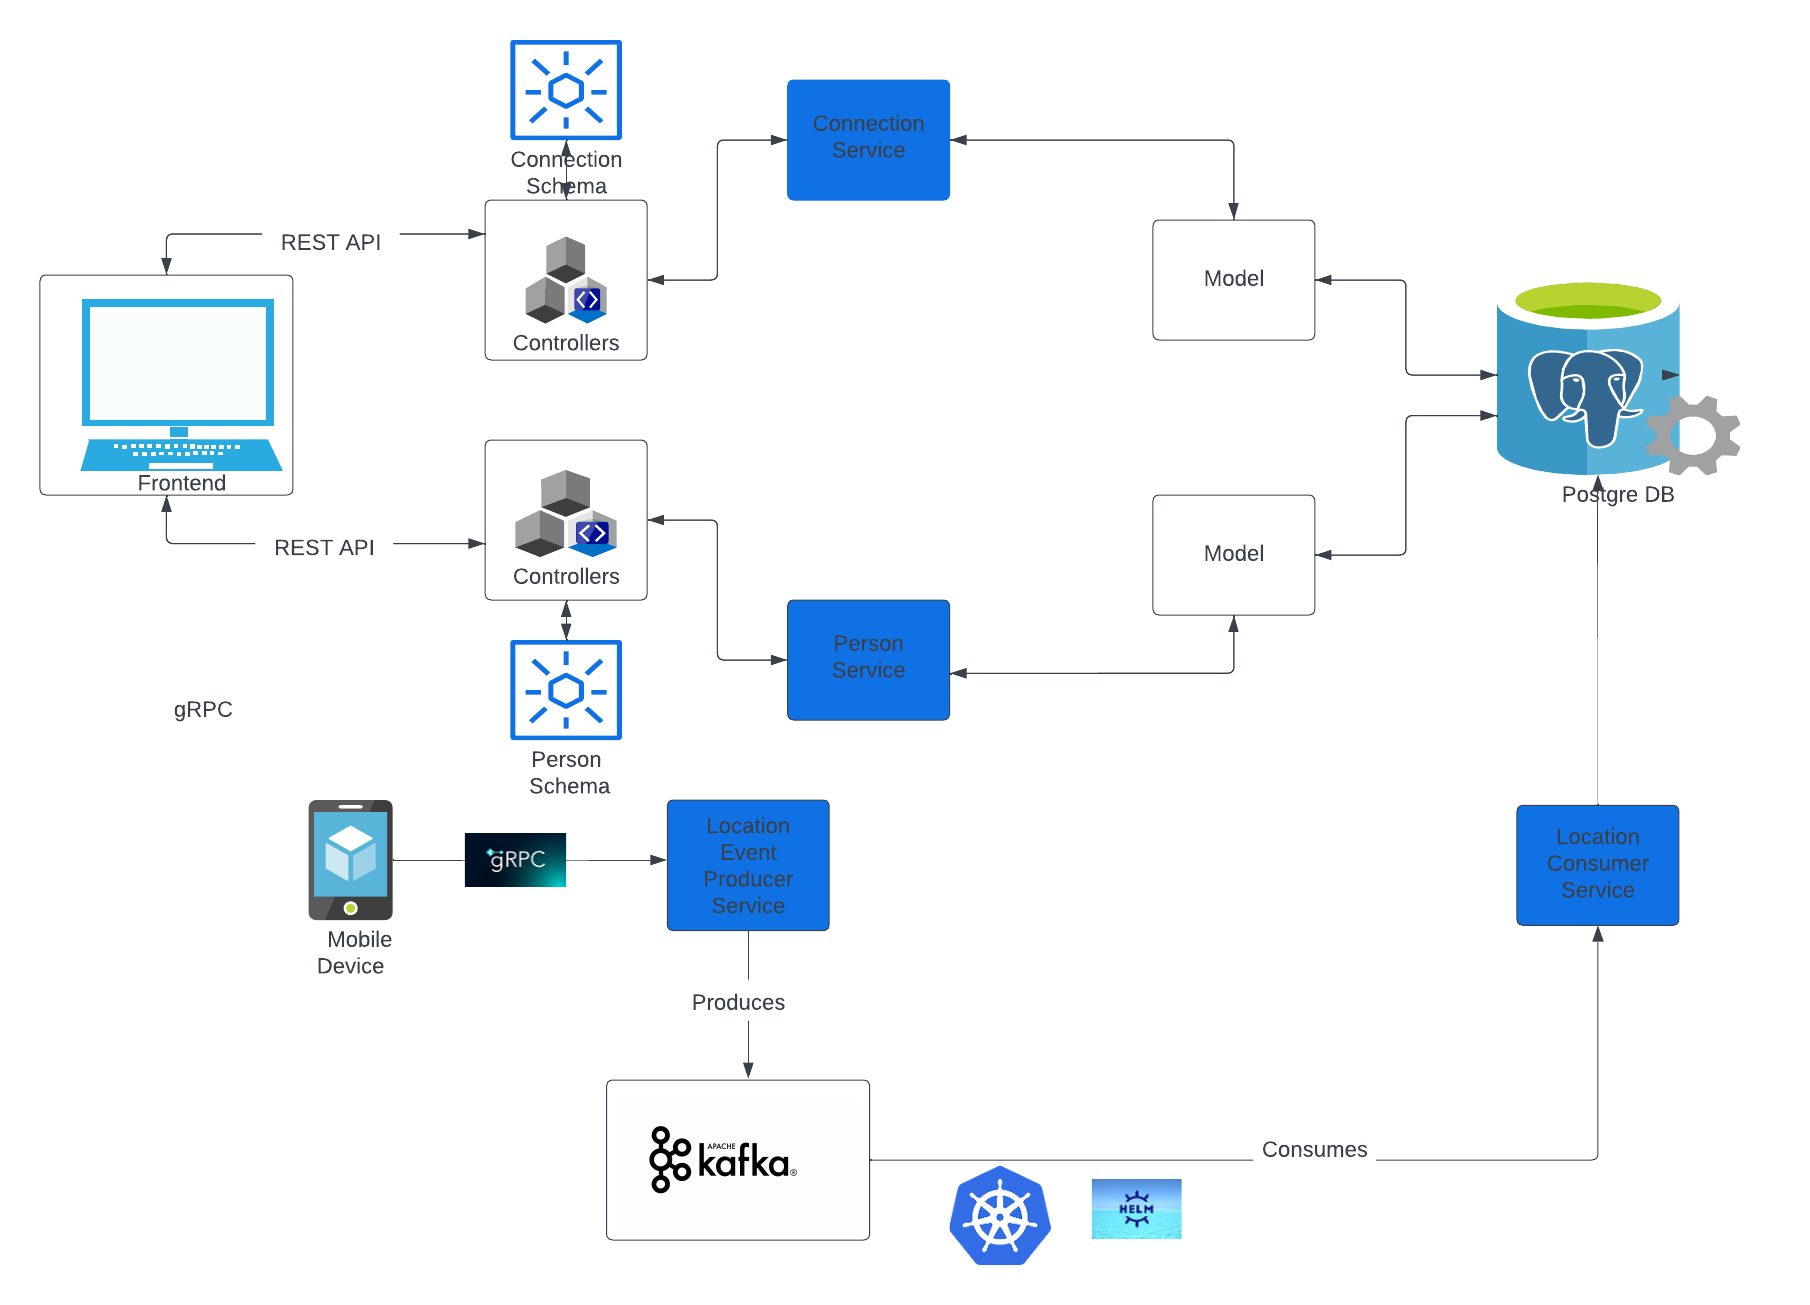 Connection
Schema
Connection
Service
REST API
Controllers
Model
Frontend
Postgre DB
REST API
Controllers
Model
Person
Service
gRPC
Person
Schema
gRPC
Mobile
Device
Location
Event
Producer
Service
Location
Consumer
Service
Produces
APACHE
kafka®
Consumes
HELM